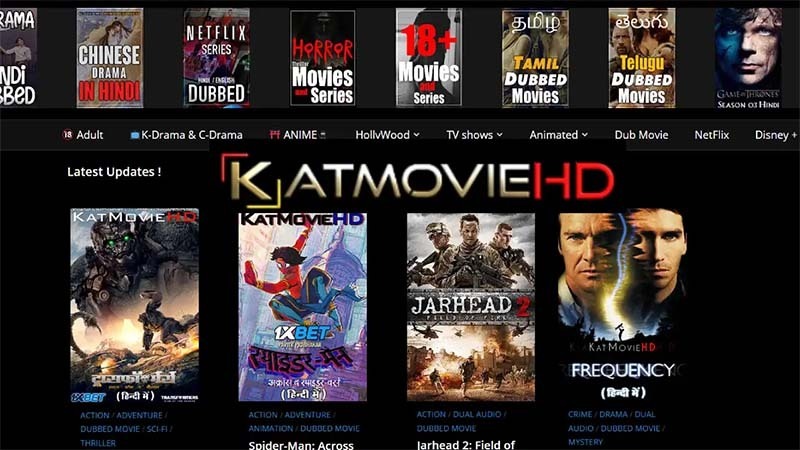 RAMA
NDI
BBED
CHINESE
DRAMA
IN HINDI
NETFLIX
SERIES
HINDI / ENGLISH
DUBBED
HORROR
Movies
and
Series
18+
Movies
and
Series
தமிழ்
TAMIL
DUBBED
Movies
తెలుగు
Telugu
DUBBED
Movies
GAME OF THRONES
SEASON 03 HINDI
18 Adult
K-Drama & C-Drama
ANIME
HollyWood
TV shows
Animated
Dub Movie
NetFlix
Disney +
Latest Updates !
KATMOVIEHD
KATMOVIEHD
1XBET
(हिन्दी में)
TRANSFORMERS
ACTION / ADVENTURE /
DUBBED MOVIE / SCI-FI /
THRILLER
KATMOVIEHD
1XBET
स्पाइडर-मैन
अक्रॉस द स्पाइडर-वर्स
(हिन्दी में)
ACTION / ADVENTURE /
ANIMATION / DUBBED MOVIE /
Spider-Man: Across
JARHEAD 2
FIELD OF FIRE
ACTION / DUAL AUDIO /
DUBBED MOVIE /
Jarhead 2: Field of
KATMOVIEHD
FREQUENCY
(हिन्दी में)
CRIME / DRAMA / DUAL
AUDIO / DUBBED MOVIE /
MYSTERY